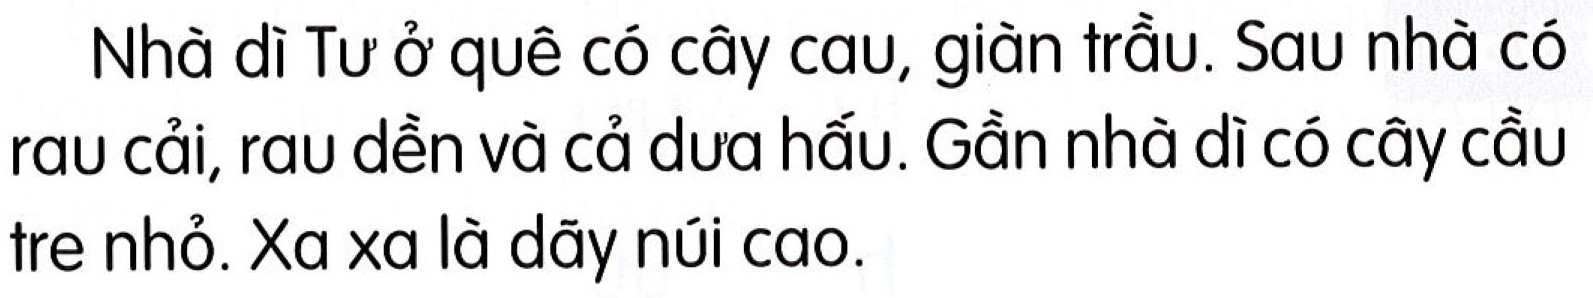 Nhà dì Tư ở quê có cây cau, giàn trầu. Sau nhà có
rau cải, rau dền và cả dưa hấu. Gần nhà dì có cây cầu
tre nhỏ. Xa xa là dãy núi cao.